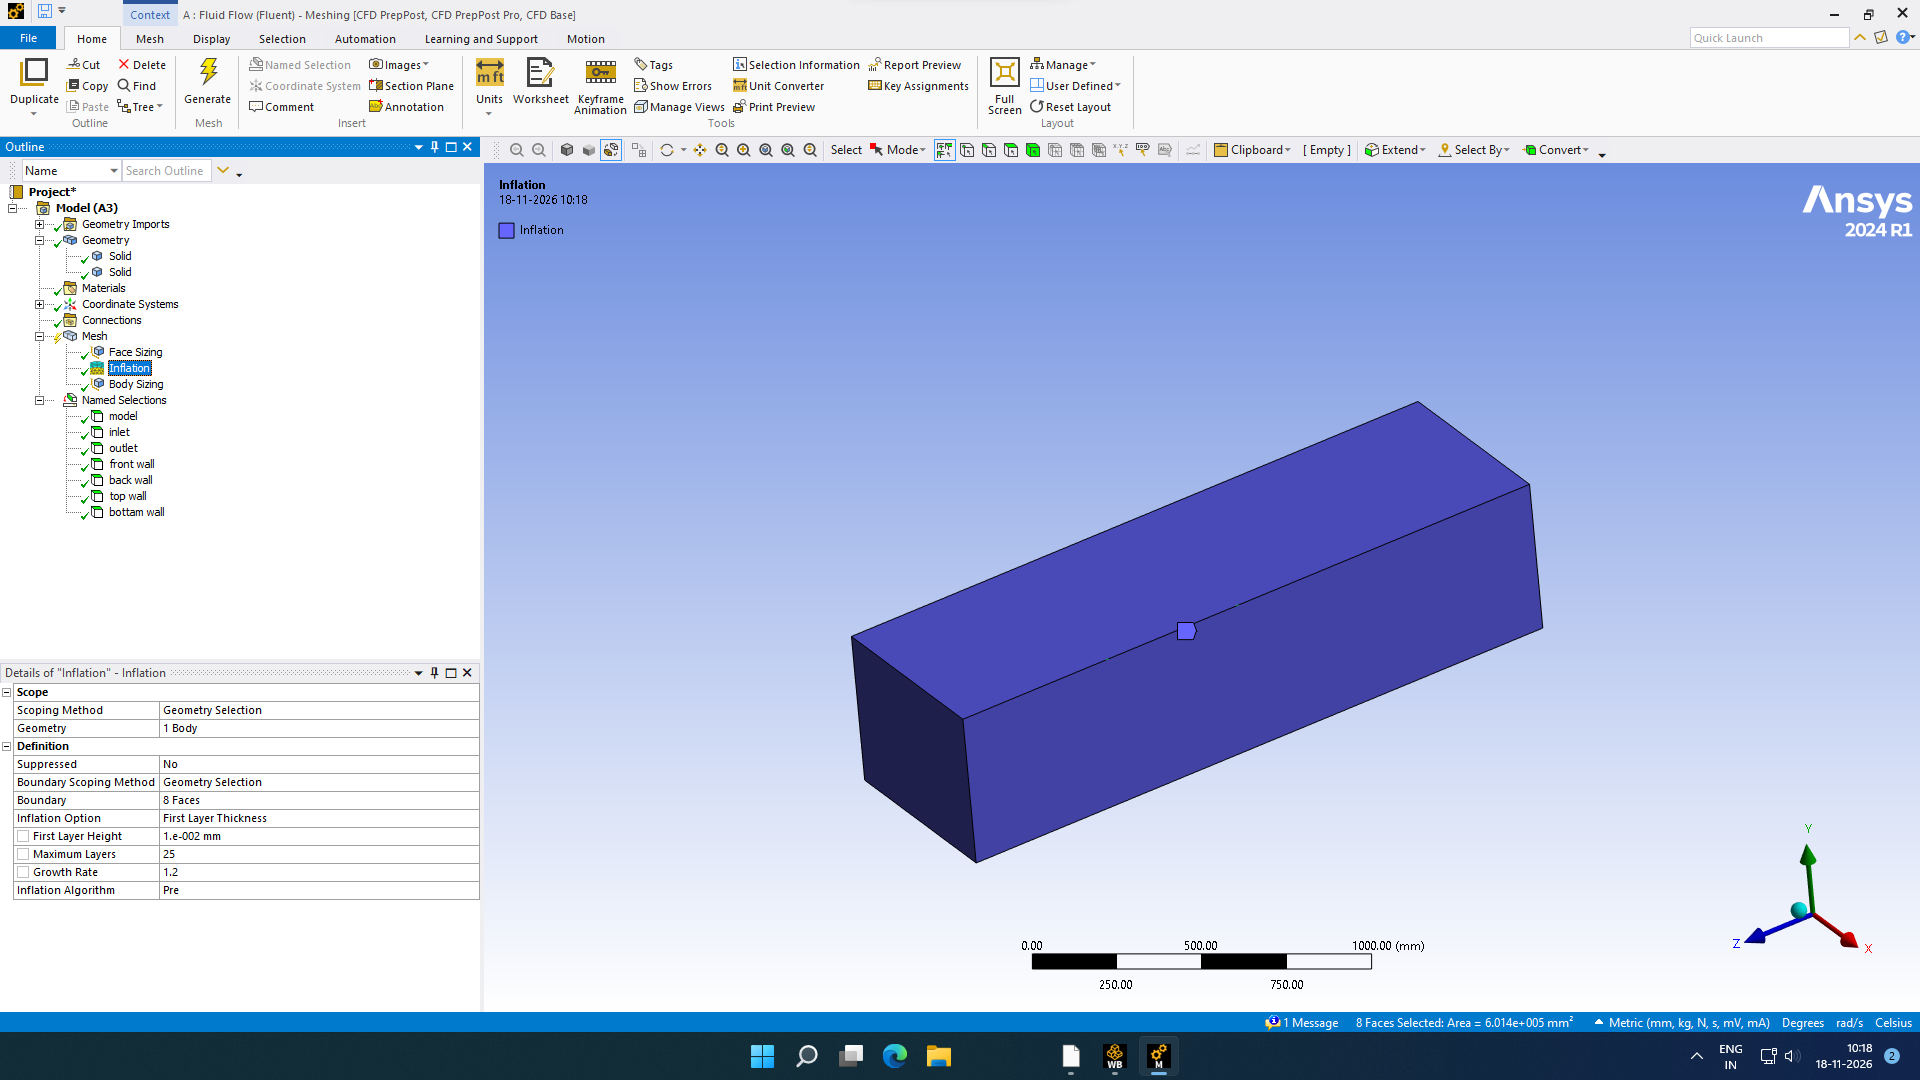 Context
A : Fluid Flow (Fluent) - Meshing [CFD PrepPost, CFD PrepPost Pro, CFD Base]
File Home Mesh Display Selection Automation Learning and Support Motion
Quick Launch
Duplicate
Cut
Copy
Paste
Delete
Find
Tree
Outline
Generate
Mesh
Named Selection
Coordinate System
Comment
Images
Section Plane
Annotation
Insert
Units
Worksheet
Keyframe
Animation
Tags
Show Errors
Manage Views
Selection Information
Unit Converter
Print Preview
Report Preview
Key Assignments
Tools
Full
Screen
Manage
User Defined
Reset Layout
Layout
Outline
Name
Search Outline
Select
Mode
Clipboard
[ Empty ]
Extend
Select By
Convert
Project*
Model (A3)
Geometry Imports
Geometry
Solid
Solid
Materials
Coordinate Systems
Connections
Mesh
Face Sizing
Inflation
Body Sizing
Named Selections
model
inlet
outlet
front wall
back wall
top wall
bottam wall
Details of "Inflation" - Inflation
Scope
Scoping Method Geometry Selection
Geometry 1 Body
Definition
Suppressed No
Boundary Scoping Method Geometry Selection
Boundary 8 Faces
Inflation Option First Layer Thickness
First Layer Height 1.e-002 mm
Maximum Layers 25
Growth Rate 1.2
Inflation Algorithm Pre
Inflation
18-11-2026 10:18
Inflation
Ansys
2024 R1
0.00 500.00 1000.00 (mm)
250.00 750.00
Y
Z
X
1 Message
8 Faces Selected: Area = 6.014e+005 mm²
Metric (mm, kg, N, s, mV, mA)
Degrees
rad/s
Celsius
WB
M
ENG
IN
10:18
18-11-2026
2